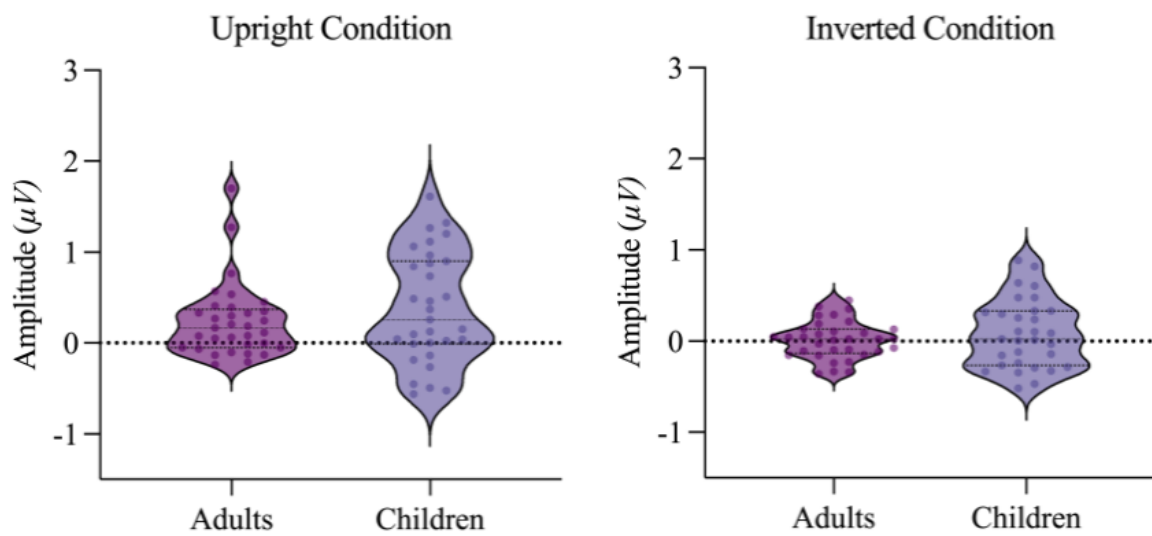 Upright Condition
Amplitude (µV)
3
2
1
0
-1
Adults
Children
Inverted Condition
Amplitude (µV)
3
2
1
0
-1
Adults
Children